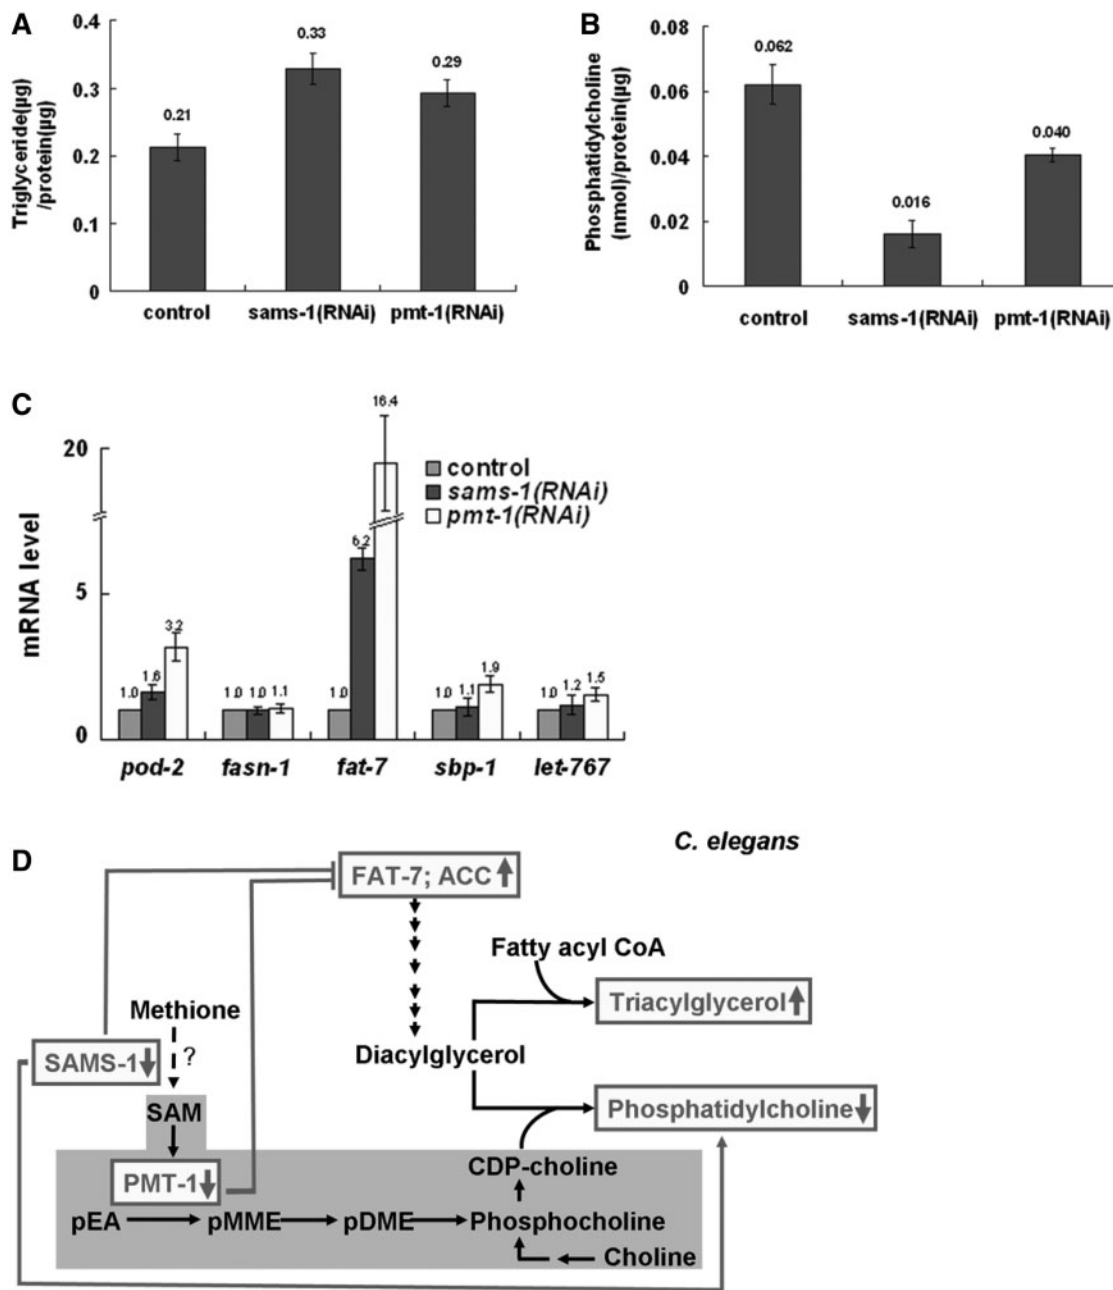 A
Triglyceride(µg)
/protein(µg)
0.4
0.3
0.2
0.1
0
0.21
0.33
0.29
control
sams-1(RNAi)
pmt-1(RNAi)
B
Phosphatidylcholine
(nmol)/protein(µg)
0.08
0.06
0.04
0.02
0
0.062
0.016
0.040
control
sams-1(RNAi)
pmt-1(RNAi)
C
mRNA level
20
5
0
control
sams-1(RNAi)
pmt-1(RNAi)
1.0
1.6
3.2
1.0
1.0
1.1
1.0
6.2
16.4
1.0
1.1
1.9
1.0
1.2
1.5
pod-2
fasn-1
fat-7
sbp-1
let-767
D
C. elegans
FAT-7; ACC
Fatty acyl CoA
Triacylglycerol
Methione
?
SAMS-1
Diacylglycerol
SAM
Phosphatidylcholine
PMT-1
CDP-choline
pEA
pMME
pDME
Phosphocholine
Choline